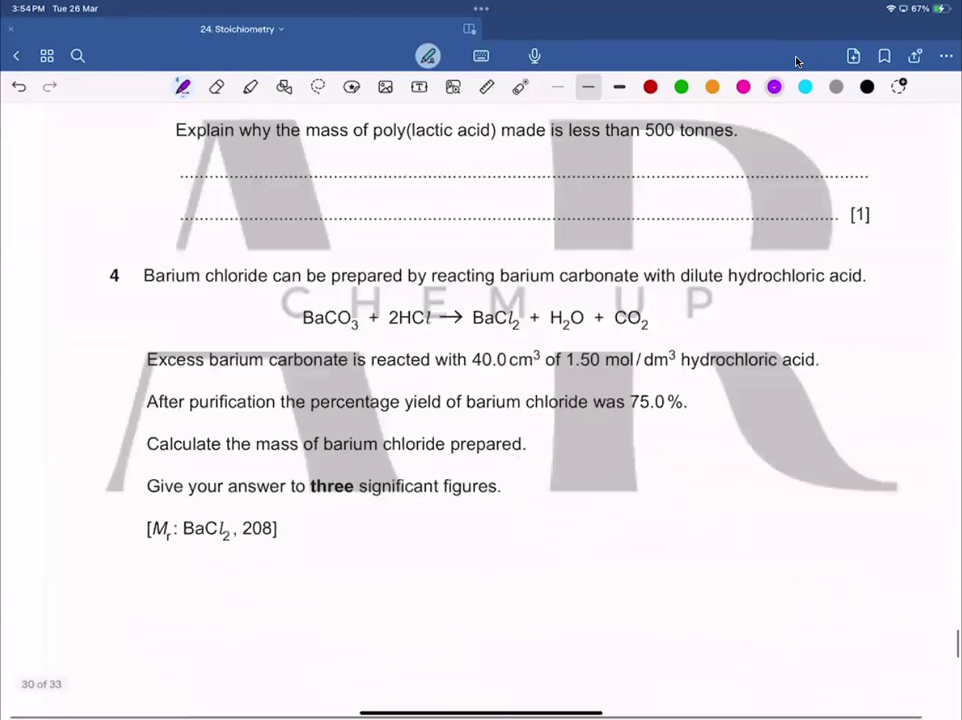 3:54 PM Tue 26 Mar
67%
24. Stoichiometry
Explain why the mass of poly(lactic acid) made is less than 500 tonnes.
........................................................................................................................................
.................................................................................................................................. [1]
4 Barium chloride can be prepared by reacting barium carbonate with dilute hydrochloric acid.
CHEM UP
BaCO₃ + 2HCl → BaCl₂ + H₂O + CO₂
Excess barium carbonate is reacted with 40.0 cm³ of 1.50 mol/dm³ hydrochloric acid.
After purification the percentage yield of barium chloride was 75.0%.
Calculate the mass of barium chloride prepared.
Give your answer to three significant figures.
[Mᵣ: BaCl₂, 208]
AR
30 of 33